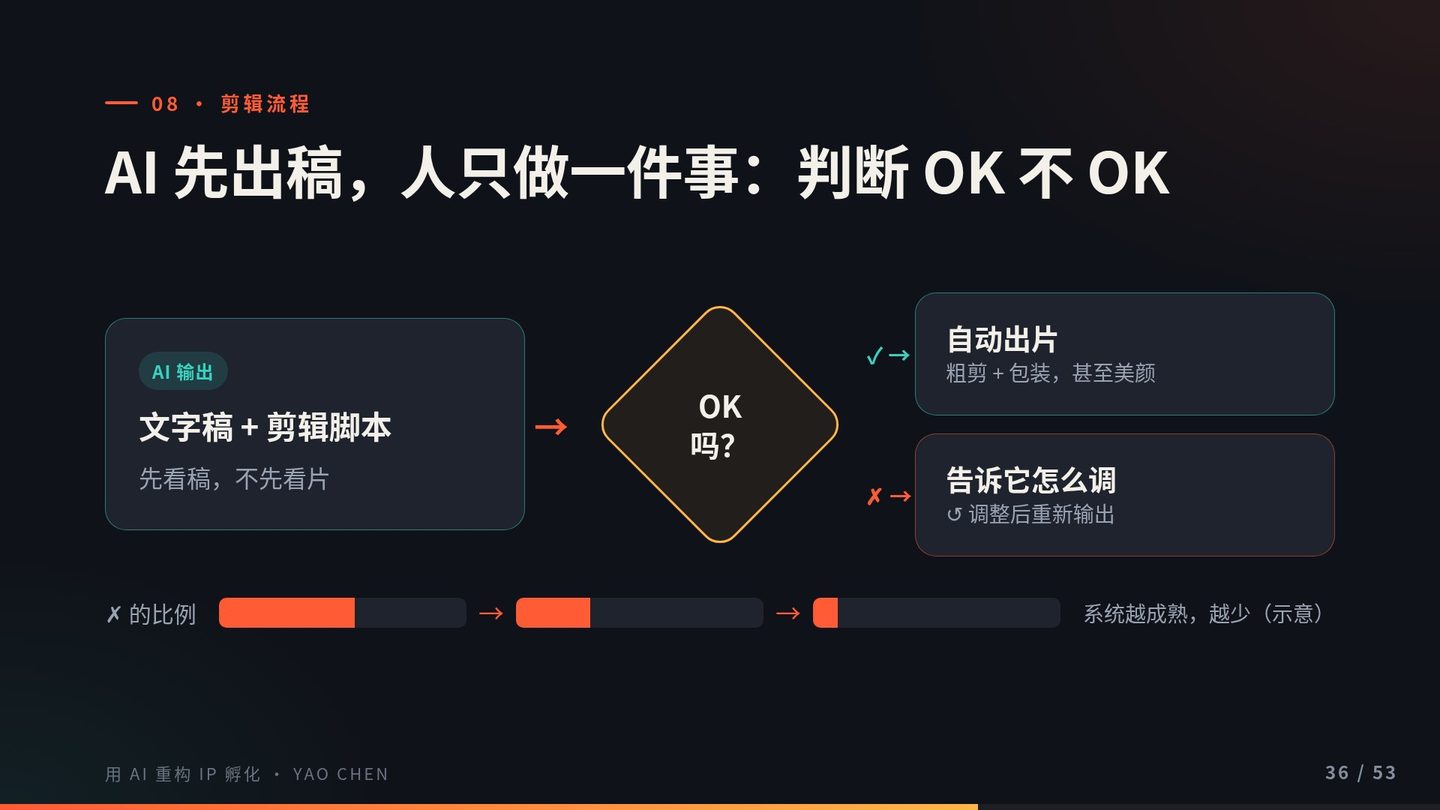 08 · 剪辑流程
AI 先出稿，人只做一件事：判断 OK 不 OK
AI 输出
文字稿 + 剪辑脚本
先看稿，不先看片
→
OK
吗？
✓→
自动出片
粗剪 + 包装，甚至美颜
✗→
告诉它怎么调
↺ 调整后重新输出
✗ 的比例 → → 系统越成熟，越少（示意）
用 AI 重构 IP 孵化 · YAO CHEN
36 / 53